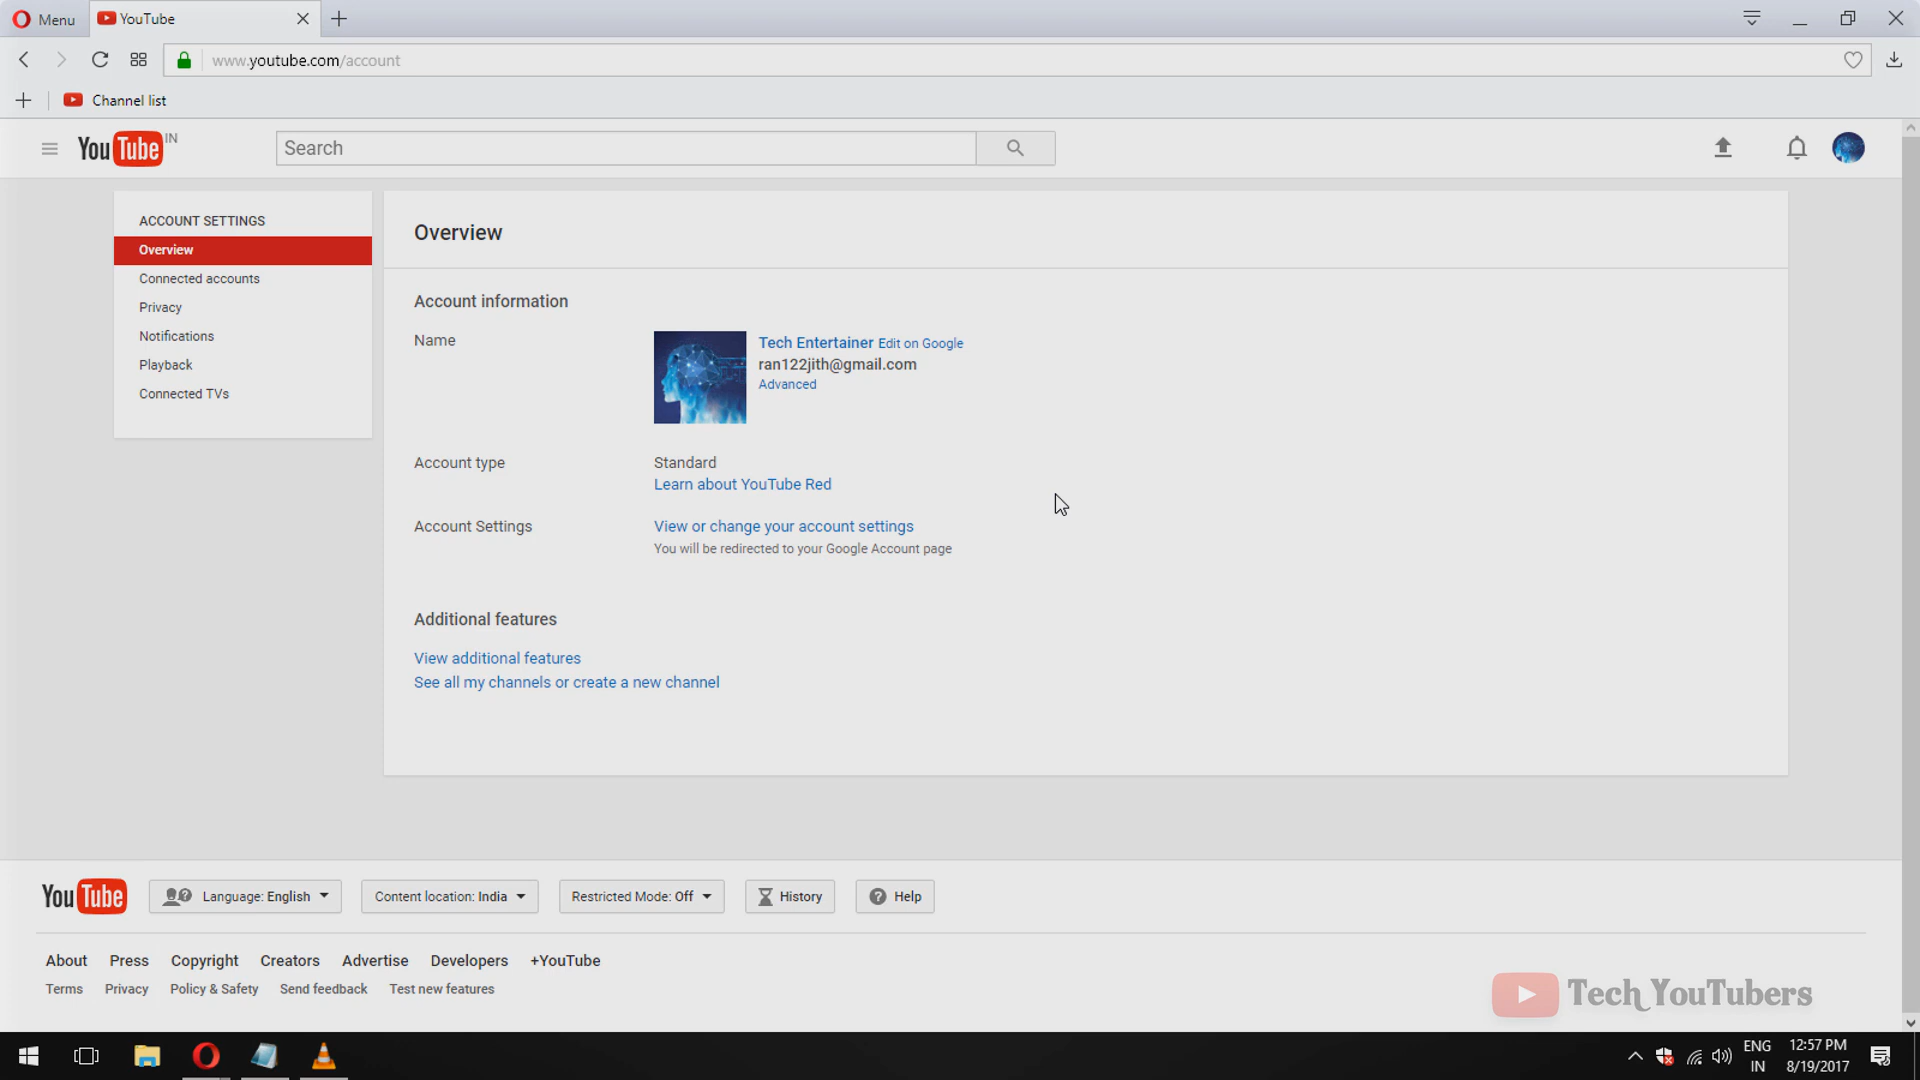 Menu
YouTube
www.youtube.com/account
Channel list
YouTube IN
Search
ACCOUNT SETTINGS
Overview
Connected accounts
Privacy
Notifications
Playback
Connected TVs
Overview
Account information
Name
Tech Entertainer Edit on Google
ran122jith@gmail.com
Advanced
Account type
Standard
Learn about YouTube Red
Account Settings
View or change your account settings
You will be redirected to your Google Account page
Additional features
View additional features
See all my channels or create a new channel
YouTube
Language: English
Content location: India
Restricted Mode: Off
History
Help
About Press Copyright Creators Advertise Developers +YouTube
Terms Privacy Policy & Safety Send feedback Test new features
Tech YouTubers
ENG
IN
12:57 PM
8/19/2017